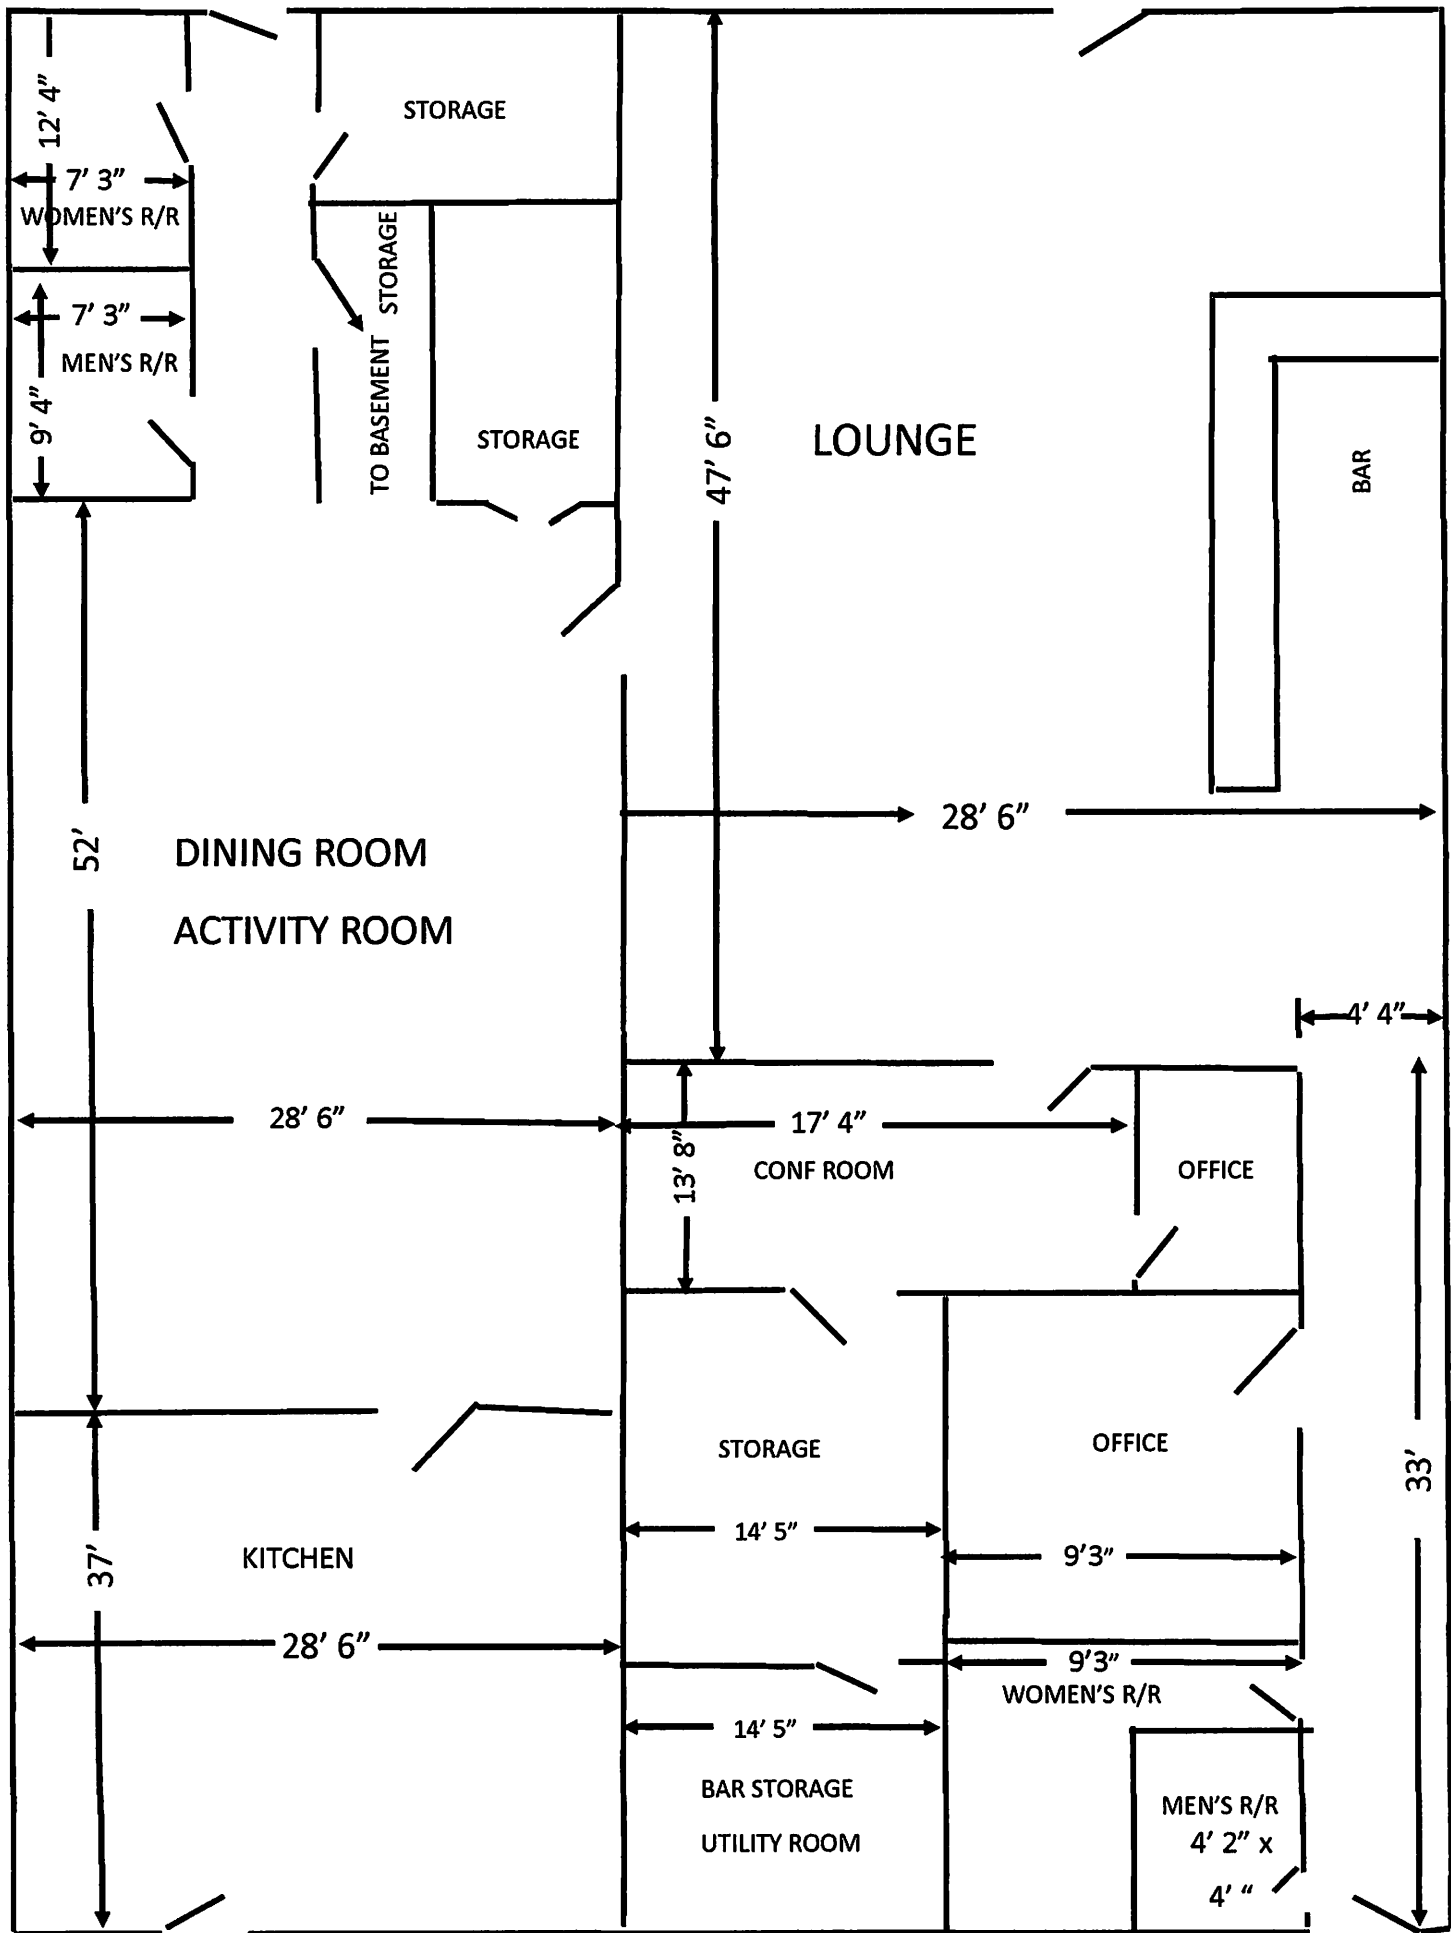 STORAGE
12' 4"
7' 3"
WOMEN'S R/R
STORAGE
7' 3"
MEN'S R/R
9' 4"
TO BASEMENT
STORAGE
47' 6"
LOUNGE
BAR
28' 6"
52'
DINING ROOM
ACTIVITY ROOM
4' 4"
28' 6"
17' 4"
13' 8"
CONF ROOM
OFFICE
STORAGE
OFFICE
33'
14' 5"
9'3"
37'
KITCHEN
28' 6"
9'3"
WOMEN'S R/R
14' 5"
BAR STORAGE
UTILITY ROOM
MEN'S R/R
4' 2" x
4' "